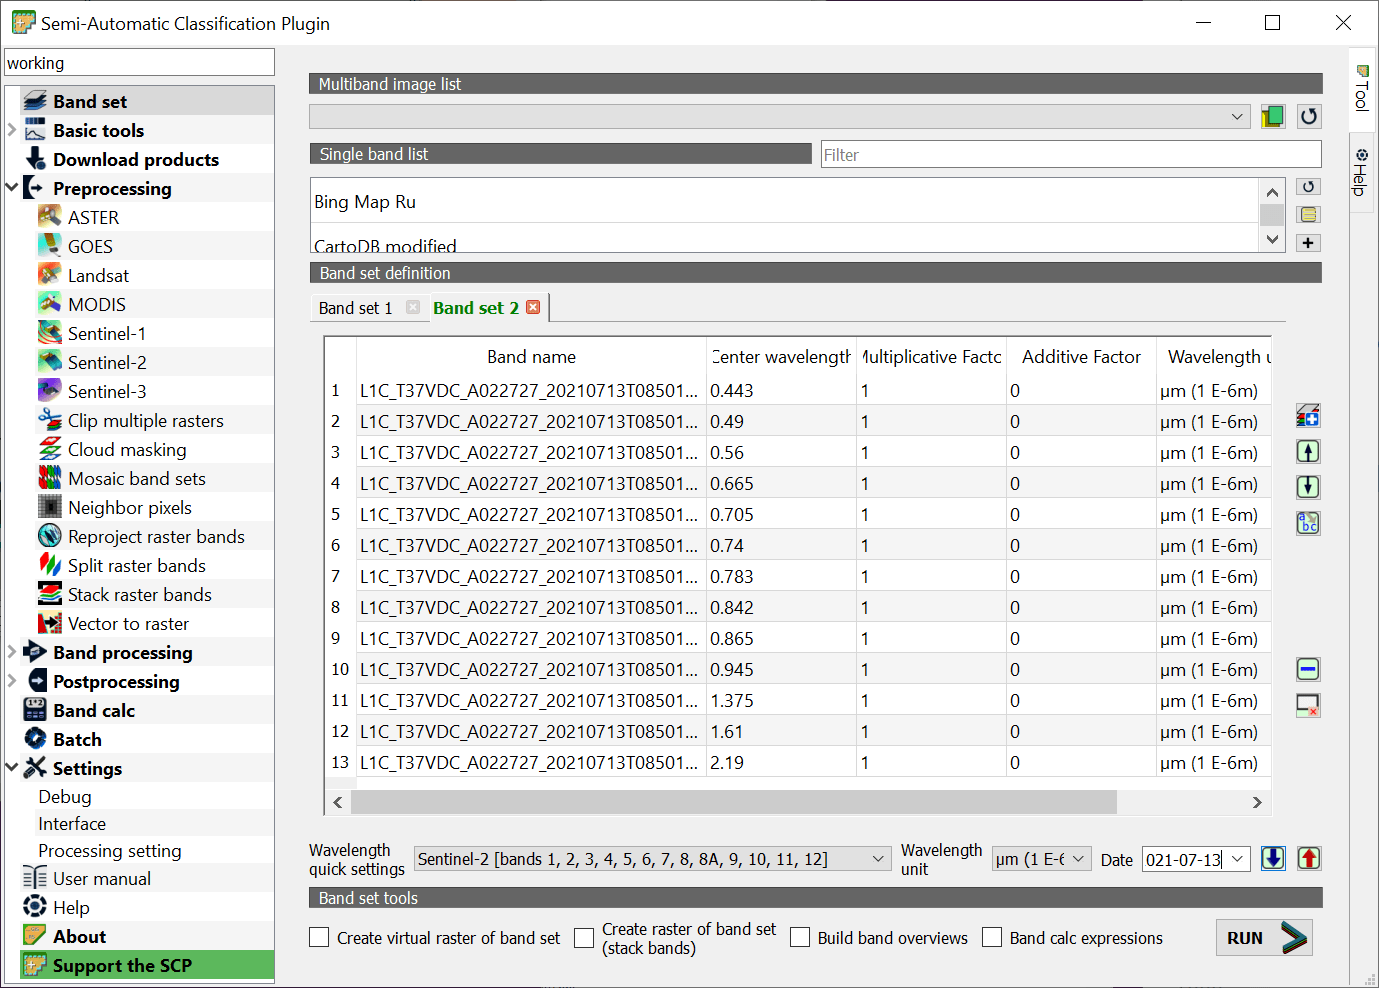 Semi-Automatic Classification Plugin
working
Band set
Basic tools
Download products
Preprocessing
ASTER
GOES
Landsat
MODIS
Sentinel-1
Sentinel-2
Sentinel-3
Clip multiple rasters
Cloud masking
Mosaic band sets
Neighbor pixels
Reproject raster bands
Split raster bands
Stack raster bands
Vector to raster
Band processing
Postprocessing
Band calc
Batch
Settings
Debug
Interface
Processing setting
User manual
Help
About
Support the SCP
Multiband image list
Single band list
Filter
Bing Map Ru
CartoDB modified
Band set definition
Band set 1 Band set 2
Band name Center wavelength Multiplicative Facto Additive Factor Wavelength u
1 L1C_T37VDC_A022727_20210713T08501... 0.443 1 0 µm (1 E-6m)
2 L1C_T37VDC_A022727_20210713T08501... 0.49 1 0 µm (1 E-6m)
3 L1C_T37VDC_A022727_20210713T08501... 0.56 1 0 µm (1 E-6m)
4 L1C_T37VDC_A022727_20210713T08501... 0.665 1 0 µm (1 E-6m)
5 L1C_T37VDC_A022727_20210713T08501... 0.705 1 0 µm (1 E-6m)
6 L1C_T37VDC_A022727_20210713T08501... 0.74 1 0 µm (1 E-6m)
7 L1C_T37VDC_A022727_20210713T08501... 0.783 1 0 µm (1 E-6m)
8 L1C_T37VDC_A022727_20210713T08501... 0.842 1 0 µm (1 E-6m)
9 L1C_T37VDC_A022727_20210713T08501... 0.865 1 0 µm (1 E-6m)
10 L1C_T37VDC_A022727_20210713T08501... 0.945 1 0 µm (1 E-6m)
11 L1C_T37VDC_A022727_20210713T08501... 1.375 1 0 µm (1 E-6m)
12 L1C_T37VDC_A022727_20210713T08501... 1.61 1 0 µm (1 E-6m)
13 L1C_T37VDC_A022727_20210713T08501... 2.19 1 0 µm (1 E-6m)
Wavelength
quick settings
Sentinel-2 [bands 1, 2, 3, 4, 5, 6, 7, 8, 8A, 9, 10, 11, 12]
Wavelength
unit
µm (1 E-6
Date
021-07-13
Band set tools
Create virtual raster of band set
Create raster of band set
(stack bands)
Build band overviews
Band calc expressions
RUN
Tool
Help